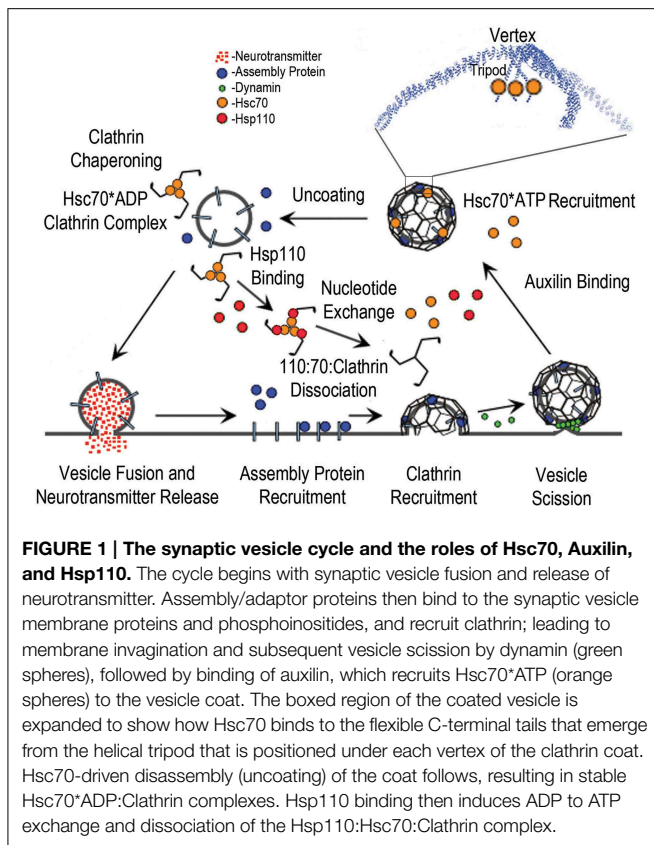 -Neurotransmitter
-Assembly Protein
-Dynamin
-Hsc70
-Hsp110
Vertex
Tripod
Clathrin
Chaperoning
Hsc70*ADP
Clathrin Complex
Uncoating
Hsc70*ATP Recruitment
Hsp110
Binding
Nucleotide
Exchange
Auxilin Binding
110:70:Clathrin
Dissociation
Vesicle Fusion and
Neurotransmitter Release
Assembly Protein
Recruitment
Clathrin
Recruitment
Vesicle
Scission
FIGURE 1 | The synaptic vesicle cycle and the roles of Hsc70, Auxilin,
and Hsp110. The cycle begins with synaptic vesicle fusion and release of
neurotransmitter. Assembly/adaptor proteins then bind to the synaptic vesicle
membrane proteins and phosphoinositides, and recruit clathrin; leading to
membrane invagination and subsequent vesicle scission by dynamin (green
spheres), followed by binding of auxilin, which recruits Hsc70*ATP (orange
spheres) to the vesicle coat. The boxed region of the coated vesicle is
expanded to show how Hsc70 binds to the flexible C-terminal tails that emerge
from the helical tripod that is positioned under each vertex of the clathrin coat.
Hsc70-driven disassembly (uncoating) of the coat follows, resulting in stable
Hsc70*ADP:Clathrin complexes. Hsp110 binding then induces ADP to ATP
exchange and dissociation of the Hsp110:Hsc70:Clathrin complex.